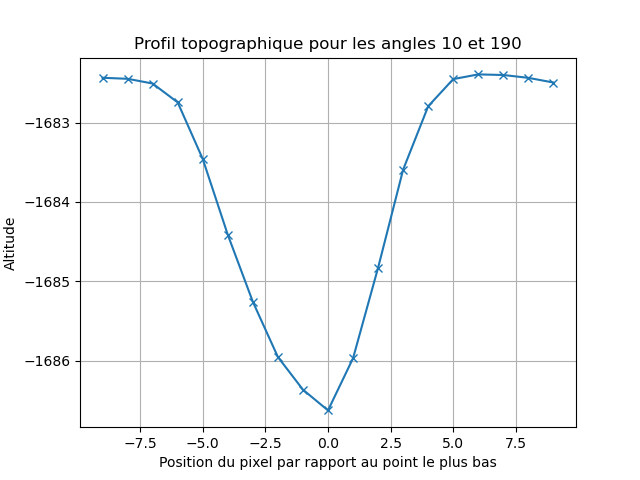 Profil topographique pour les angles 10 et 190
Altitude
−1683
−1684
−1685
−1686
−7.5 −5.0 −2.5 0.0 2.5 5.0 7.5
Position du pixel par rapport au point le plus bas